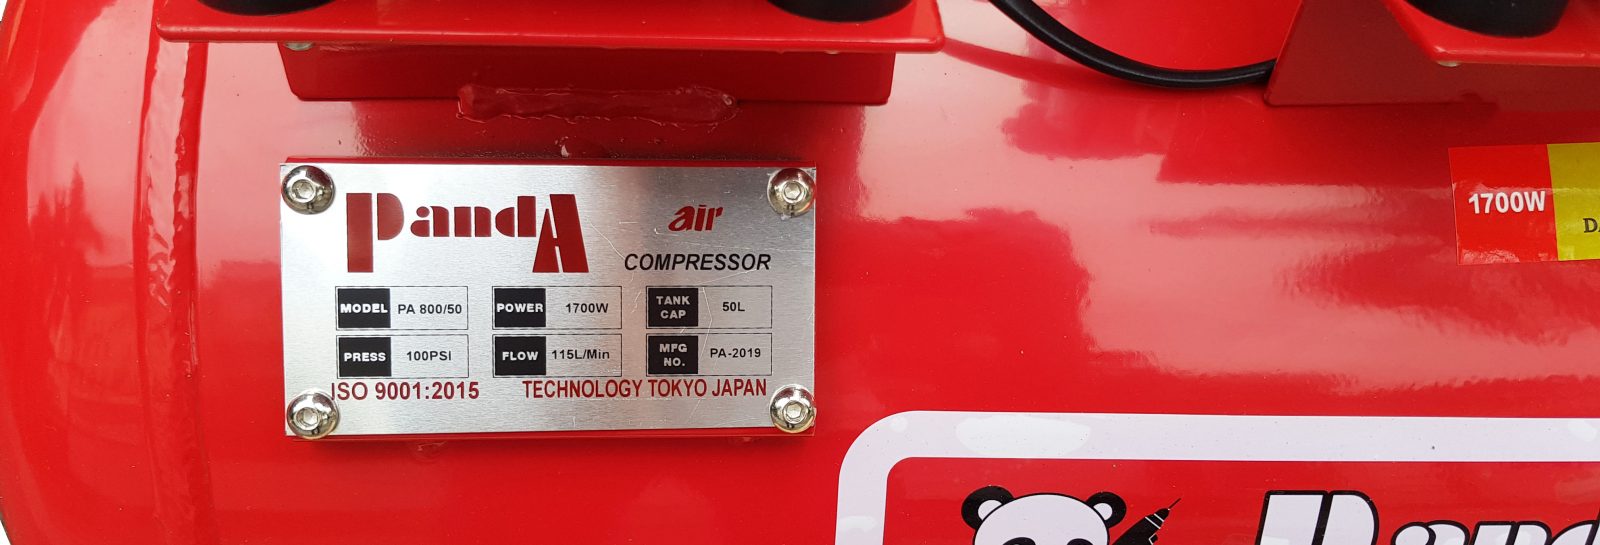 PandA
air
COMPRESSOR
MODEL PA 800/50 POWER 1700W TANK CAP 50L
PRESS 100PSI FLOW 115L/Min MFG NO. PA-2019
ISO 9001:2015 TECHNOLOGY TOKYO JAPAN
1700W